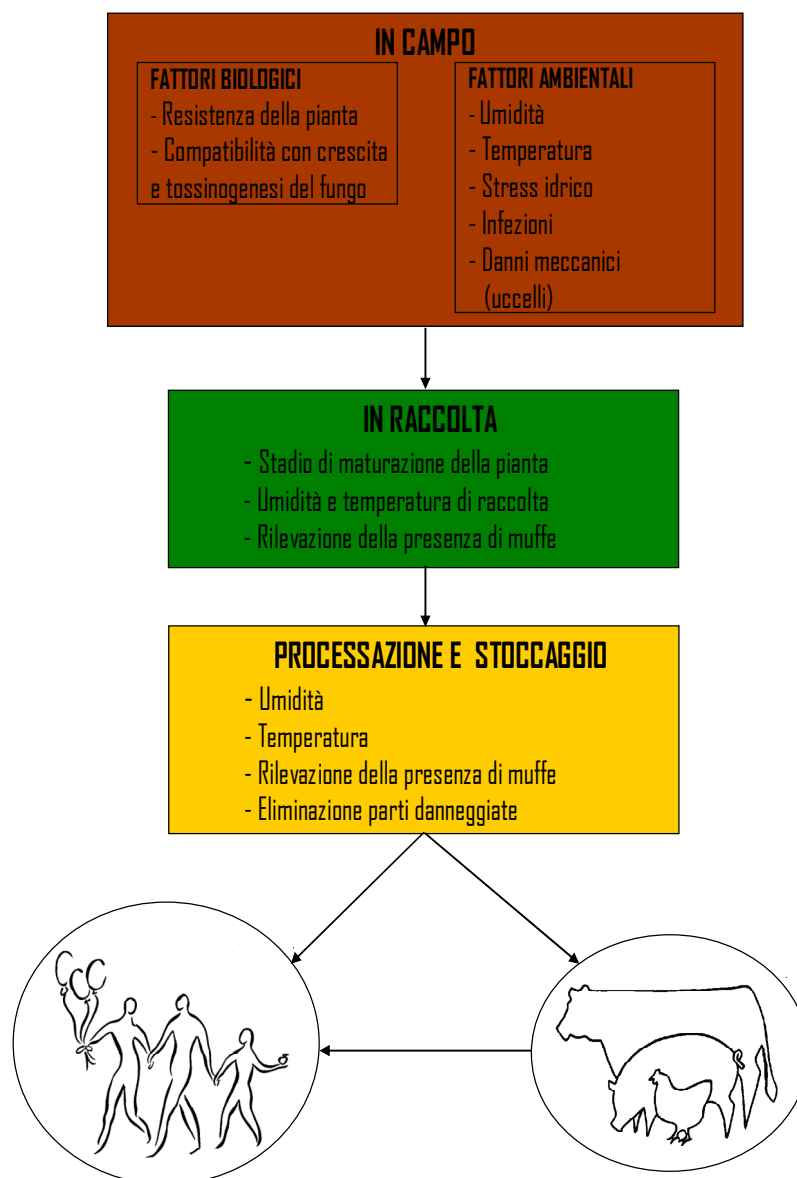 IN CAMPO
FATTORI BIOLOGICI
- Resistenza della pianta
- Compatibilità con crescita
e tossinogenesi del fungo
FATTORI AMBIENTALI
- Umidità
- Temperatura
- Stress idrico
- Infezioni
- Danni meccanici
(uccelli)
IN RACCOLTA
- Stadio di maturazione della pianta
- Umidità e temperatura di raccolta
- Rilevazione della presenza di muffe
PROCESSAZIONE E STOCCAGGIO
- Umidità
- Temperatura
- Rilevazione della presenza di muffe
- Eliminazione parti danneggiate